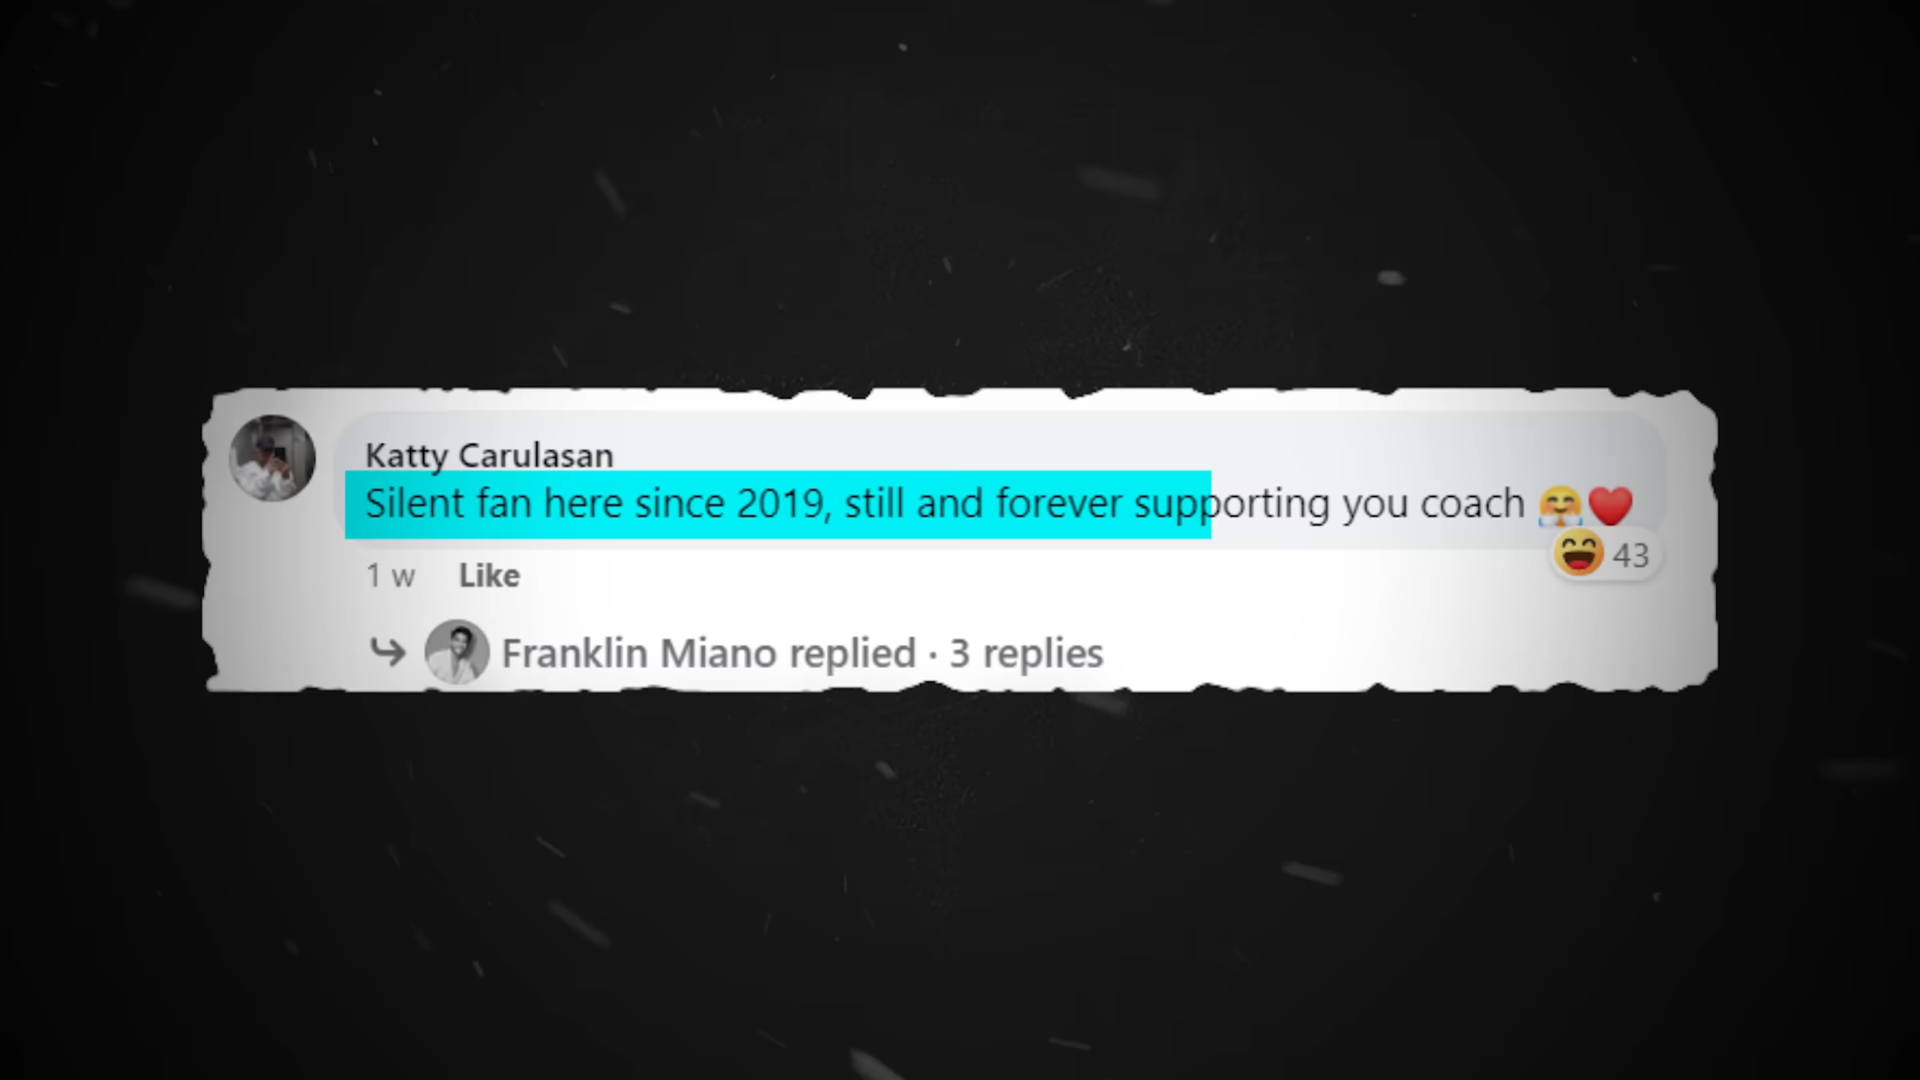 Katty Carulasan
Silent fan here since 2019, still and forever supporting you coach 🤗❤️
😆 43
1 w Like
Franklin Miano replied · 3 replies